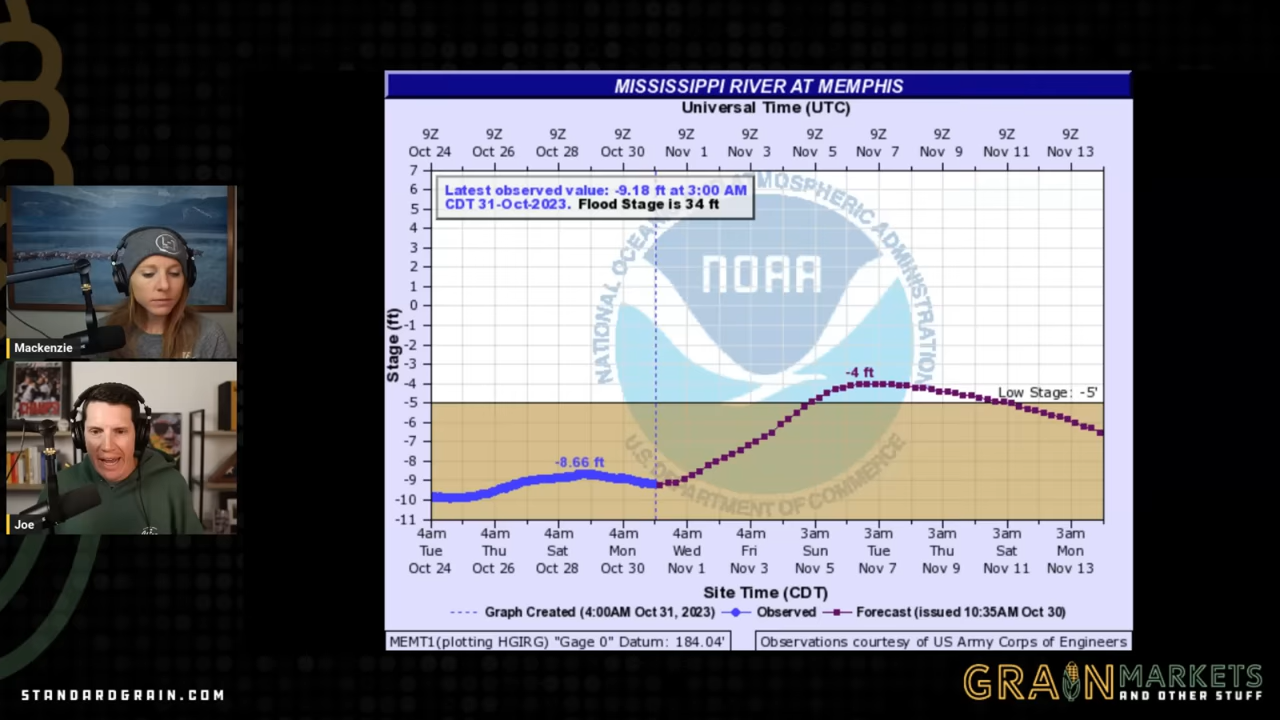 MISSISSIPPI RIVER AT MEMPHIS
Universal Time (UTC)
9Z 9Z 9Z 9Z 9Z 9Z 9Z 9Z 9Z 9Z 9Z
Oct 24 Oct 26 Oct 28 Oct 30 Nov 1 Nov 3 Nov 5 Nov 7 Nov 9 Nov 11 Nov 13
Latest observed value: -9.18 ft at 3:00 AM
CDT 31-Oct-2023. Flood Stage is 34 ft
NATIONAL OCEANIC AND ATMOSPHERIC ADMINISTRATION
NOAA
U.S. DEPARTMENT OF COMMERCE
Stage (ft)
7
6
5
4
3
2
1
0
-1
-2
-3
-4
-5
-6
-7
-8
-9
-10
-11
-4 ft
Low Stage: -5'
-8.66 ft
4am 4am 4am 4am 4am 4am 3am 3am 3am 3am 3am
Tue Thu Sat Mon Wed Fri Sun Tue Thu Sat Mon
Oct 24 Oct 26 Oct 28 Oct 30 Nov 1 Nov 3 Nov 5 Nov 7 Nov 9 Nov 11 Nov 13
Site Time (CDT)
Graph Created (4:00AM Oct 31, 2023) Observed Forecast (issued 10:35AM Oct 30)
MEMT1(plotting HGIRG) "Gage 0" Datum: 184.04'
Observations courtesy of US Army Corps of Engineers
Mackenzie
Joe
STANDARDGRAIN.COM
GRAIN MARKETS
AND OTHER STUFF